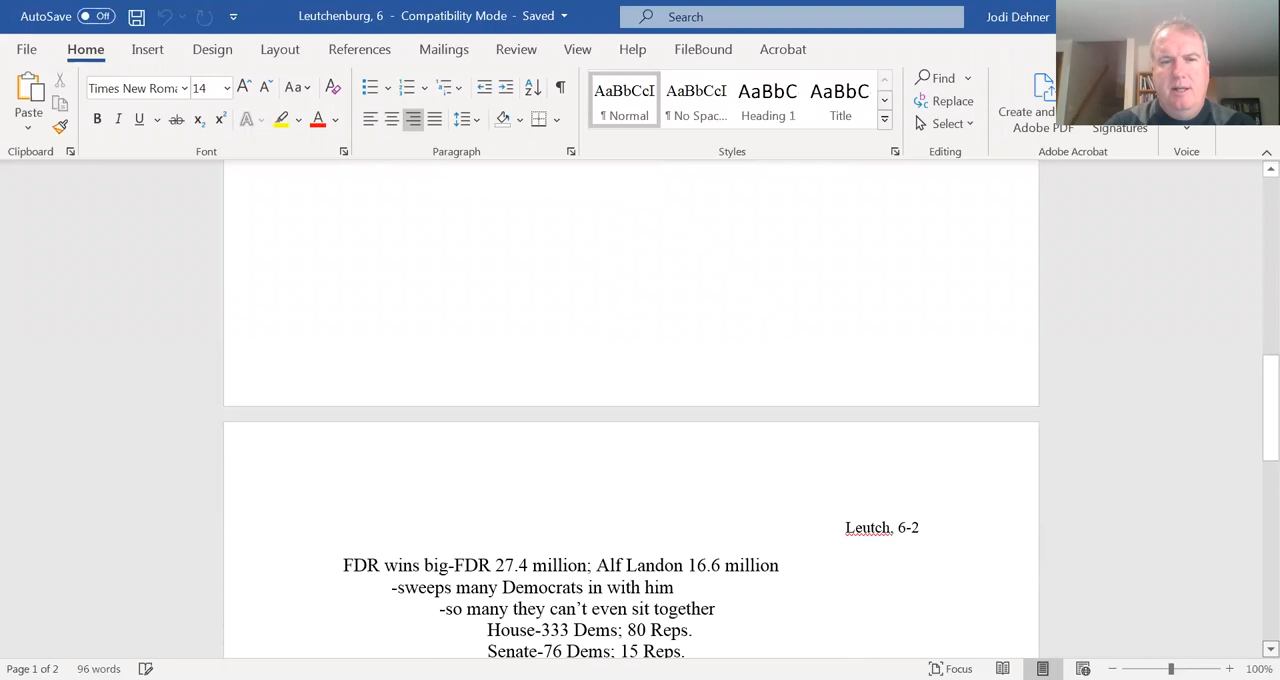 AutoSave Off Leutchenburg, 6 - Compatibility Mode - Saved Search Jodi Dehner
File Home Insert Design Layout References Mailings Review View Help FileBound Acrobat
Paste
Clipboard
Times New Roma 14 Aa
B I U ab x2 x2 A A
Font
Paragraph
AaBbCcI AaBbCcI AaBbC AaBbC
¶ Normal ¶ No Spac... Heading 1 Title
Styles
Find
Replace
Select
Editing
Create and
Adobe PDF Signatures
Adobe Acrobat
Voice
Leutch, 6-2
FDR wins big-FDR 27.4 million; Alf Landon 16.6 million
-sweeps many Democrats in with him
-so many they can’t even sit together
House-333 Dems; 80 Reps.
Senate-76 Dems; 15 Reps.
Page 1 of 2 96 words Focus 100%